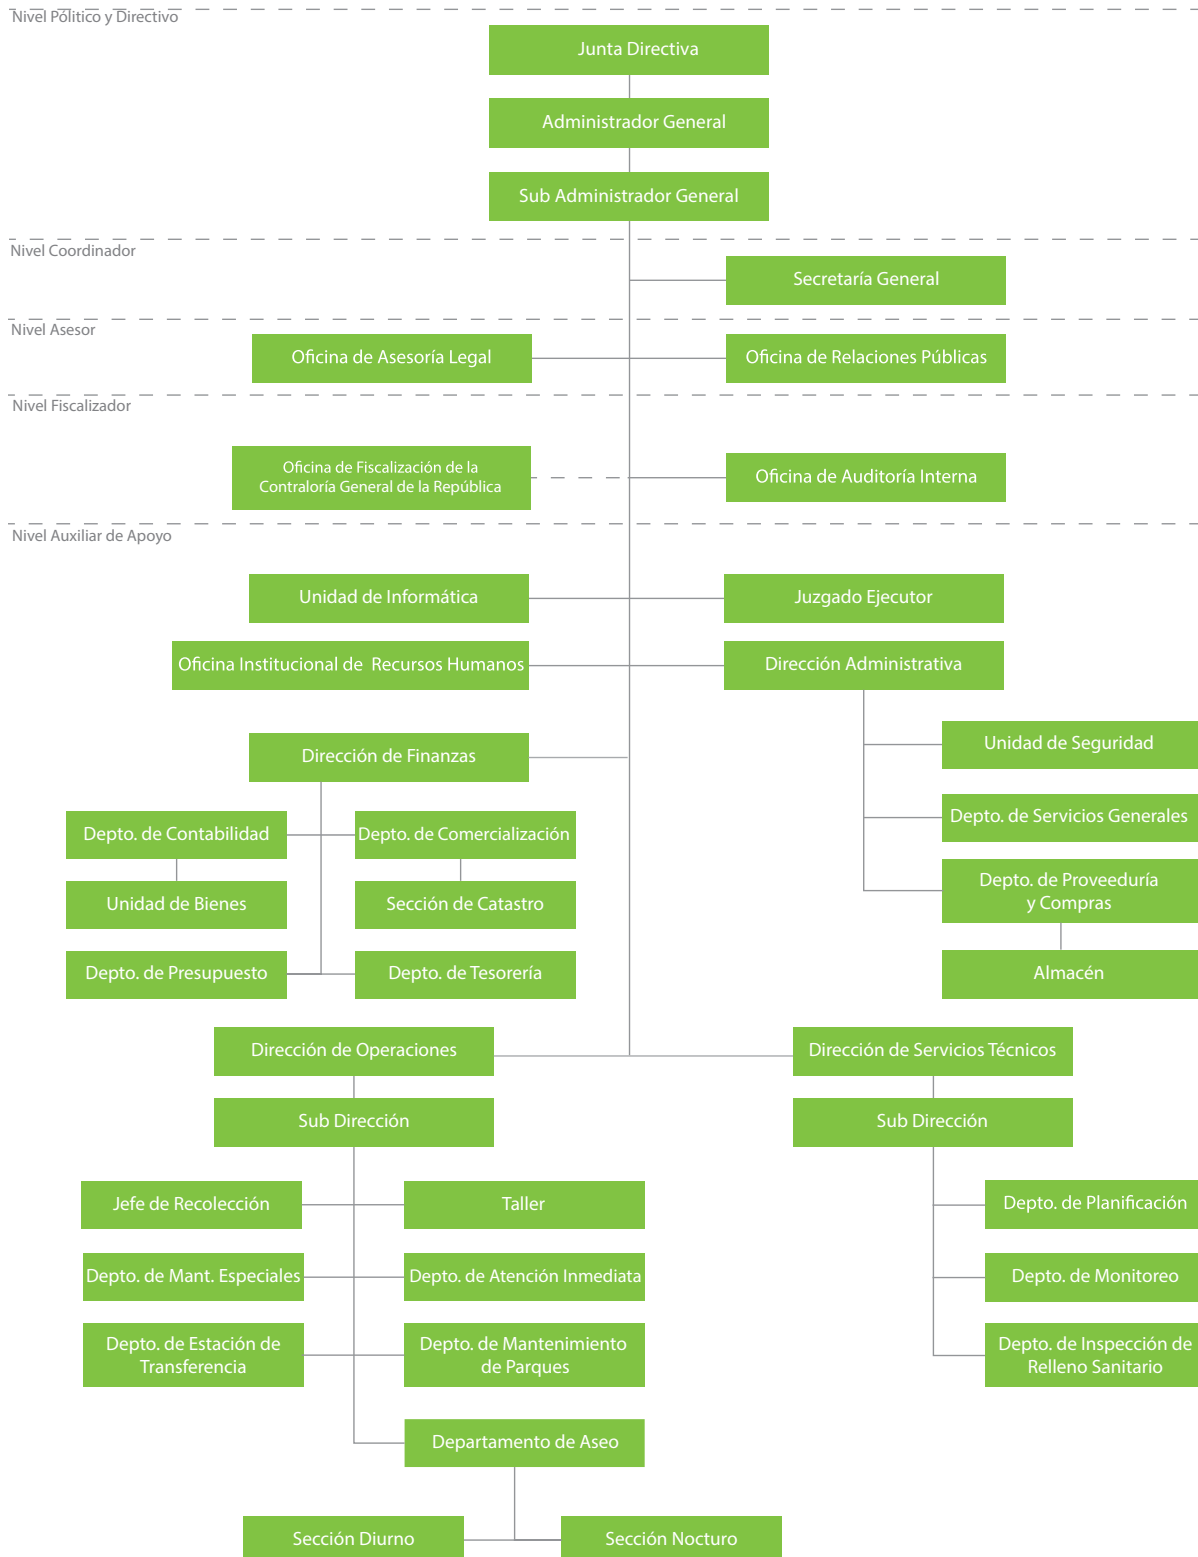 Nivel Pólitico y Directivo
Junta Directiva
Administrador General
Sub Administrador General
Nivel Coordinador
Secretaría General
Nivel Asesor
Oficina de Asesoría Legal
Oficina de Relaciones Públicas
Nivel Fiscalizador
Oficina de Fiscalización de la
Contraloría General de la República
Oficina de Auditoría Interna
Nivel Auxiliar de Apoyo
Unidad de Informática
Juzgado Ejecutor
Oficina Institucional de Recursos Humanos
Dirección Administrativa
Unidad de Seguridad
Depto. de Servicios Generales
Depto. de Proveeduría
y Compras
Almacén
Dirección de Finanzas
Depto. de Contabilidad
Depto. de Comercialización
Unidad de Bienes
Sección de Catastro
Depto. de Presupuesto
Depto. de Tesorería
Dirección de Operaciones
Dirección de Servicios Técnicos
Sub Dirección
Sub Dirección
Jefe de Recolección
Taller
Depto. de Mant. Especiales
Depto. de Atención Inmediata
Depto. de Estación de
Transferencia
Depto. de Mantenimiento
de Parques
Depto. de Planificación
Depto. de Monitoreo
Depto. de Inspección de
Relleno Sanitario
Departamento de Aseo
Sección Diurno
Sección Nocturo